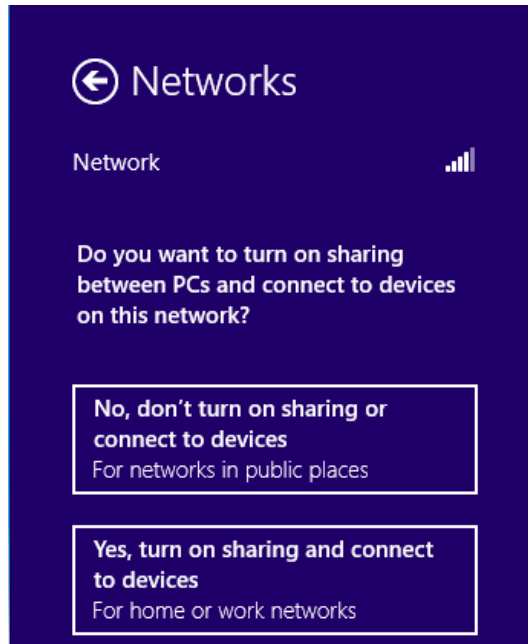 Networks
Network
Do you want to turn on sharing
between PCs and connect to devices
on this network?
No, don't turn on sharing or
connect to devices
For networks in public places
Yes, turn on sharing and connect
to devices
For home or work networks